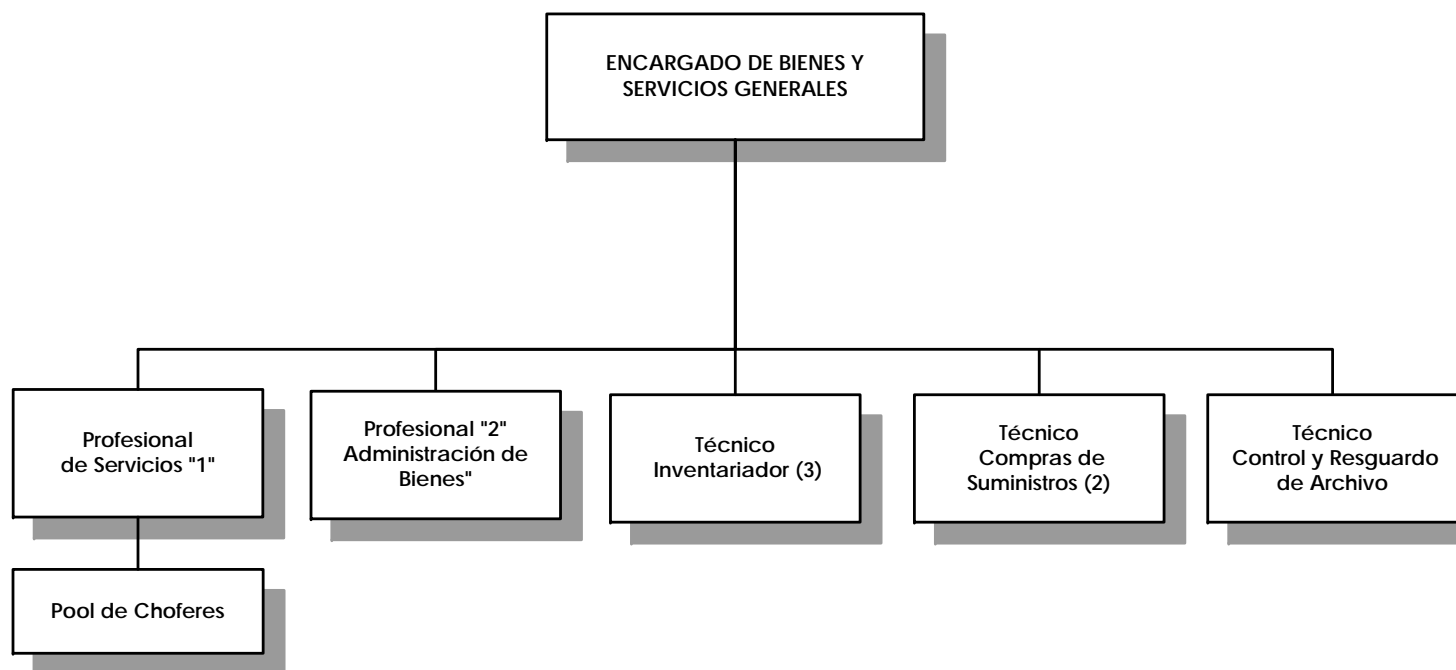 ENCARGADO DE BIENES Y
SERVICIOS GENERALES
Profesional
de Servicios "1"
Profesional "2"
Administración de
Bienes"
Técnico
Inventariador (3)
Técnico
Compras de
Suministros (2)
Técnico
Control y Resguardo
de Archivo
Pool de Choferes